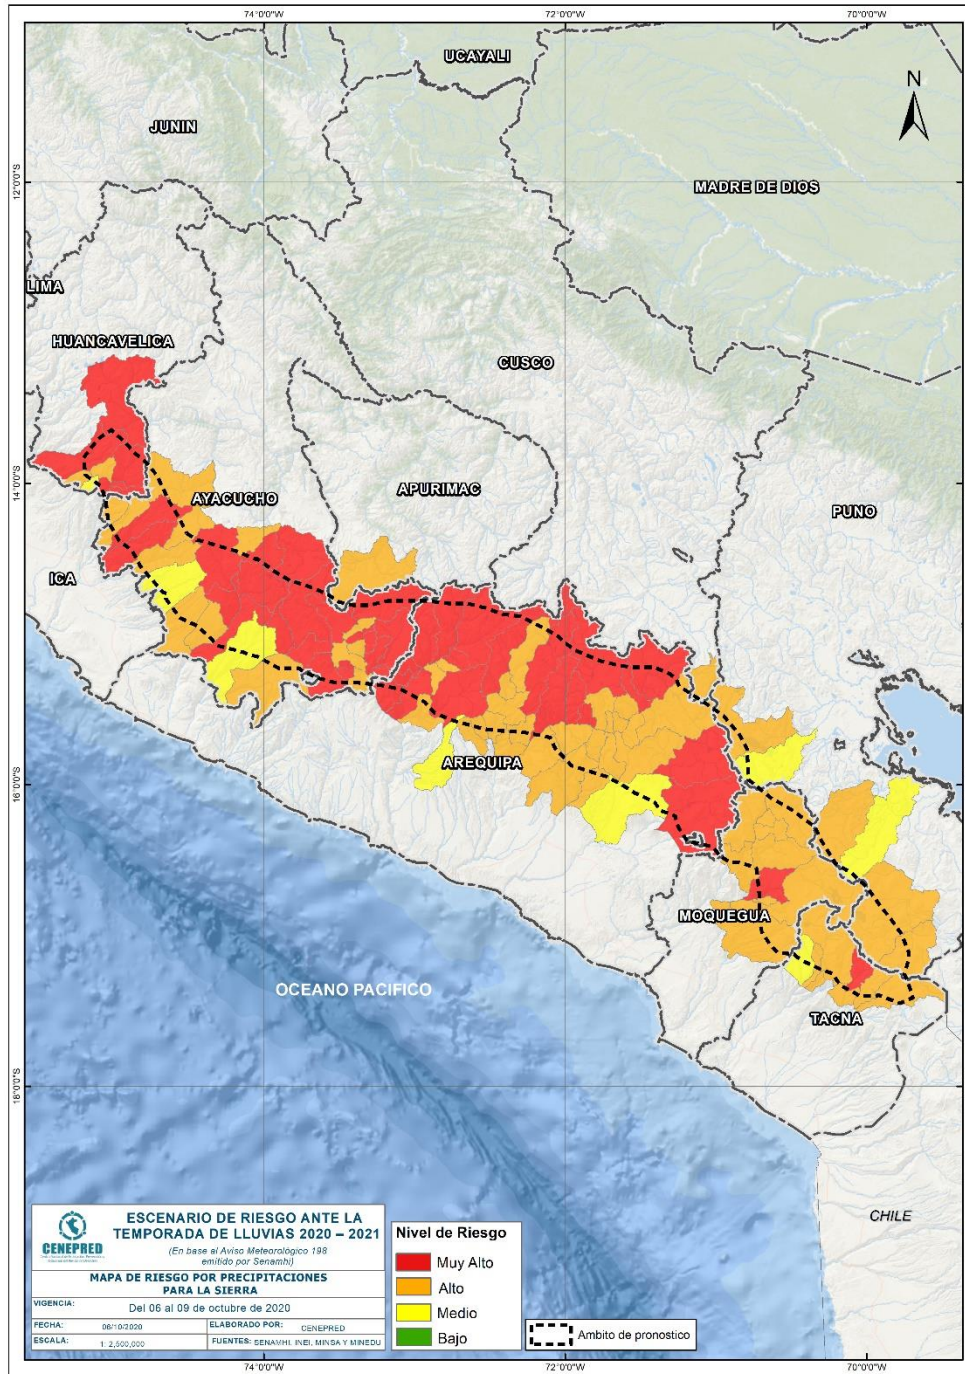 74°0'0"W
72°0'0"W
70°0'0"W
UCAYALI
N
JUNIN
12°0'0"S
MADRE DE DIOS
LIMA
HUANCAVELICA
CUSCO
14°0'0"S
AYACUCHO
APURIMAC
PUNO
ICA
AREQUIPA
16°0'0"S
MOQUEGUA
OCEANO PACIFICO
TACNA
18°0'0"S
CHILE
CENEPRED
ESCENARIO DE RIESGO ANTE LA
TEMPORADA DE LLUVIAS 2020 – 2021
(En base al Aviso Meteorológico 198
emitido por Senamhi)
MAPA DE RIESGO POR PRECIPITACIONES
PARA LA SIERRA
VIGENCIA: Del 06 al 09 de octubre de 2020
FECHA: 06/10/2020 ELABORADO POR: CENEPRED
ESCALA: 1: 2,500,000 FUENTES: SENAMHI, INEI, MINSA Y MINEDU
Nivel de Riesgo
Muy Alto
Alto
Medio
Bajo
Ambito de pronostico
74°0'0"W
72°0'0"W
70°0'0"W